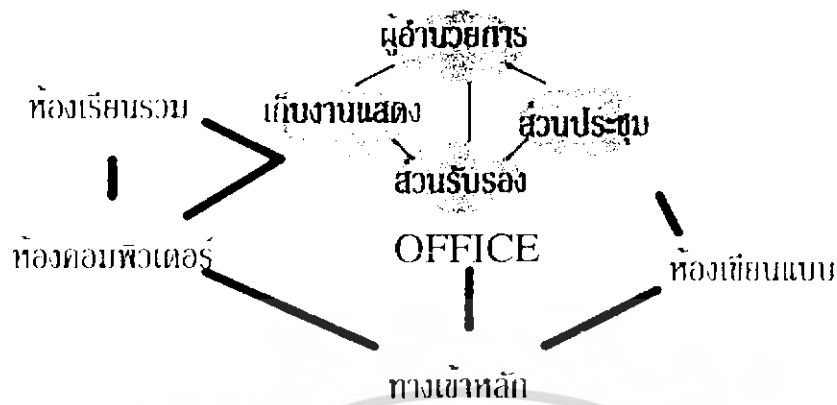 ผู้อำนวยการ
ห้องเรียนรวม
เก็บงานแสดง
ส่วนประชุม
ส่วนรับรอง
ห้องคอมพิวเตอร์
OFFICE
ห้องเขียนแบบ
ทางเข้าหลัก